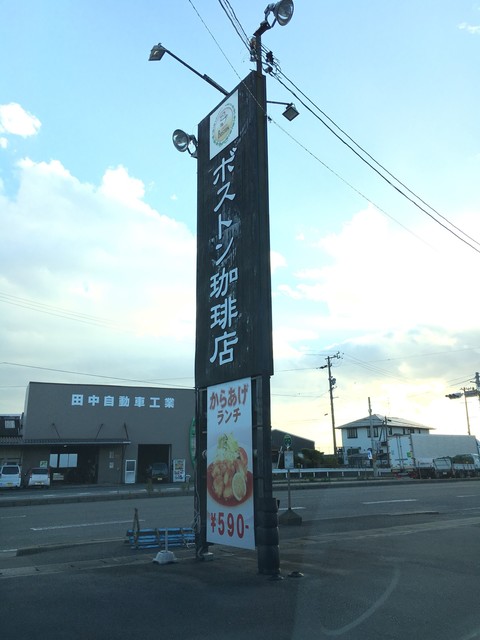 ボストン珈琲店
からあげ
ランチ
¥590-
田中自動車工業